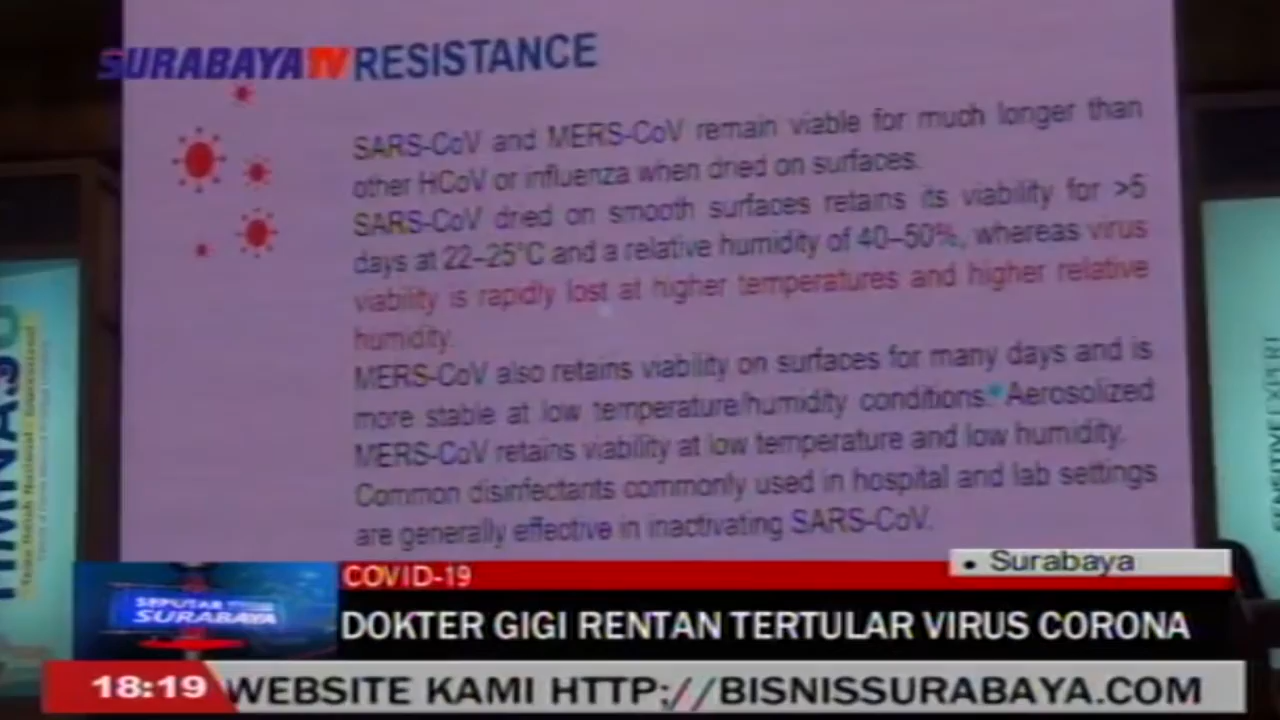 SURABAYATV RESISTANCE
SARS-CoV and MERS-CoV remain viable for much longer than
other HCoV or influenza when dried on surfaces.
SARS-CoV dried on smooth surfaces retains its viability for >5
days at 22–25°C and a relative humidity of 40–50%, whereas virus
viability is rapidly lost at higher temperatures and higher relative
humidity.
MERS-CoV also retains viability on surfaces for many days and is
more stable at low temperature/humidity conditions.* Aerosolized
MERS-CoV retains viability at low temperature and low humidity.
Common disinfectants commonly used in hospital and lab settings
are generally effective in inactivating SARS-CoV.
• Surabaya
COVID-19
SURABAYA
DOKTER GIGI RENTAN TERTULAR VIRUS CORONA
18:19 WEBSITE KAMI HTTP://BISNISSURABAYA.COM
SENSITIVE EXPERT